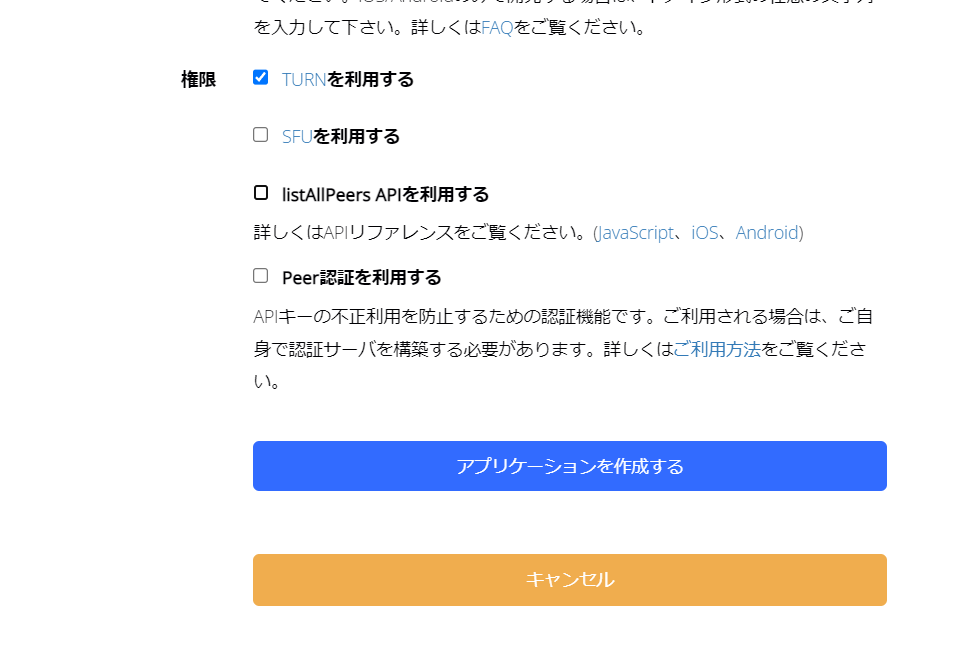 を入力して下さい。詳しくはFAQをご覧ください。
権限
TURNを利用する
SFUを利用する
listAllPeers APIを利用する
詳しくはAPIリファレンスをご覧ください。(JavaScript、iOS、Android)
Peer認証を利用する
APIキーの不正利用を防止するための認証機能です。ご利用される場合は、ご自
身で認証サーバを構築する必要があります。詳しくはご利用方法をご覧くださ
い。
アプリケーションを作成する
キャンセル